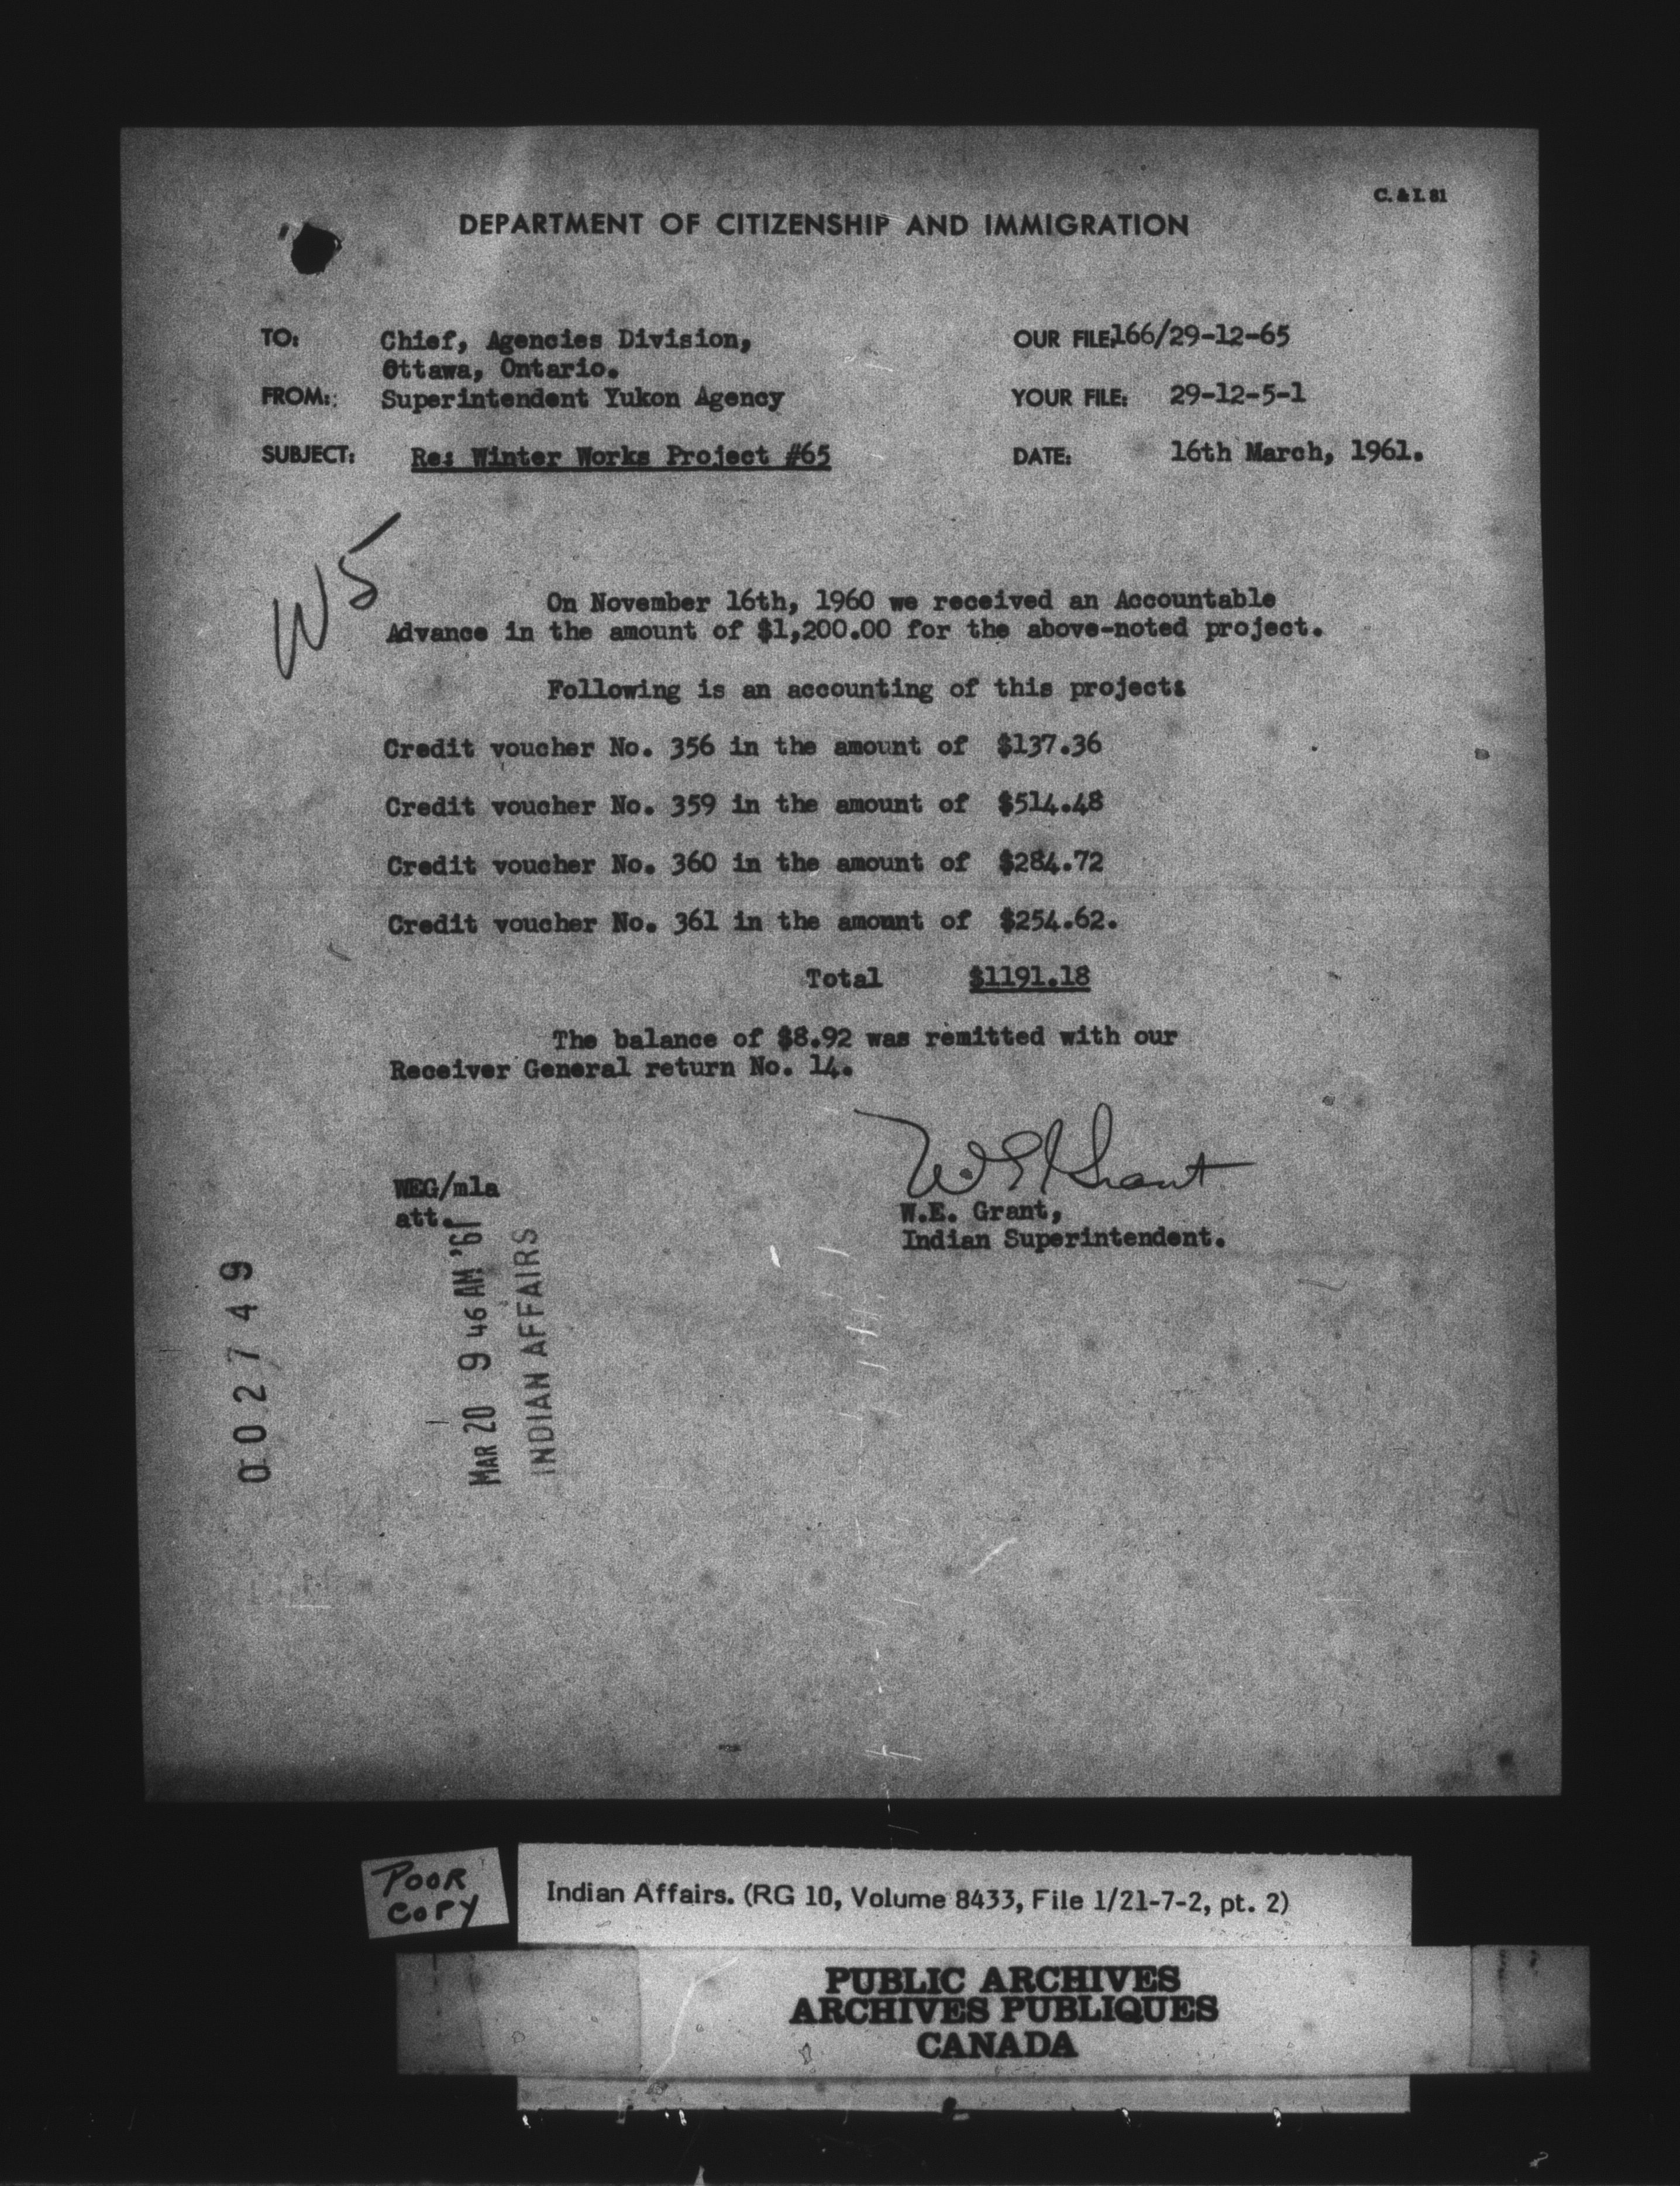 C. & I. 81
DEPARTMENT OF CITIZENSHIP AND IMMIGRATION
TO: Chief, Agencies Division, OUR FILE: 166/29-12-65
Ottawa, Ontario.
FROM: Superintendent Yukon Agency YOUR FILE: 29-12-5-1
SUBJECT: Re: Winter Works Project #65 DATE: 16th March, 1961.
W5
On November 16th, 1960 we received an Accountable
Advance in the amount of $1,200.00 for the above-noted project.
Following is an accounting of this project:
Credit voucher No. 356 in the amount of $137.36
Credit voucher No. 359 in the amount of $514.48
Credit voucher No. 360 in the amount of $284.72
Credit voucher No. 361 in the amount of $254.62.
Total $1191.18
The balance of $8.92 was remitted with our
Receiver General return No. 14.
W. E. Grant
WEG/mla
att.
W.E. Grant,
Indian Superintendent.
002749
MAR 20 9 46 AM '61
INDIAN AFFAIRS
POOR
COPY
Indian Affairs. (RG 10, Volume 8433, File 1/21-7-2, pt. 2)
PUBLIC ARCHIVES
ARCHIVES PUBLIQUES
CANADA